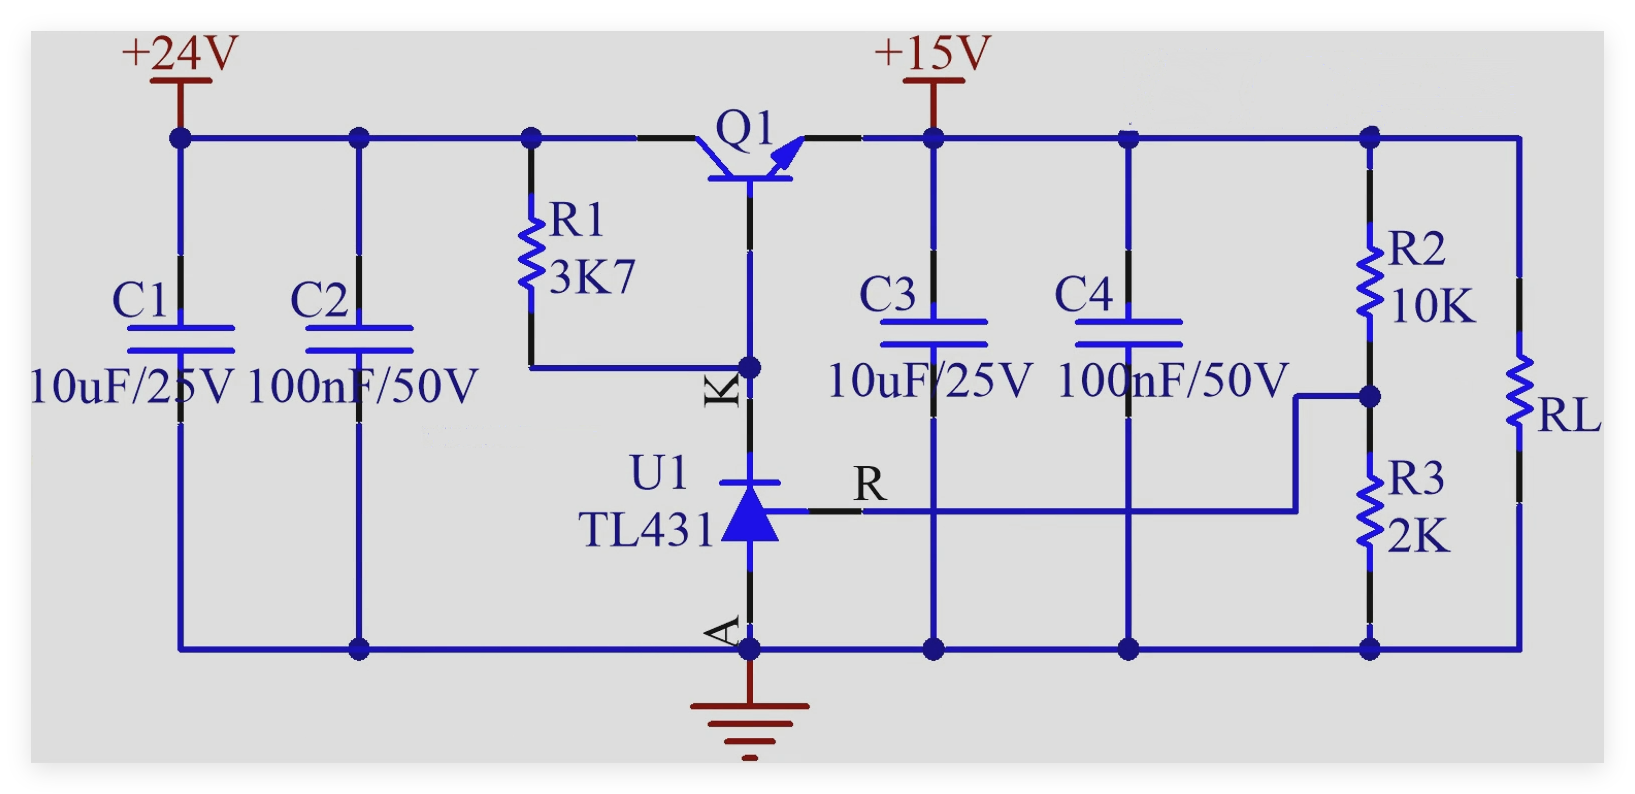 +24V
+15V
Q1
R1
3K7
R2
10K
C1
10uF/25V
C2
100nF/50V
C3
10uF/25V
C4
100nF/50V
K
RL
U1
TL431
R
R3
2K
A